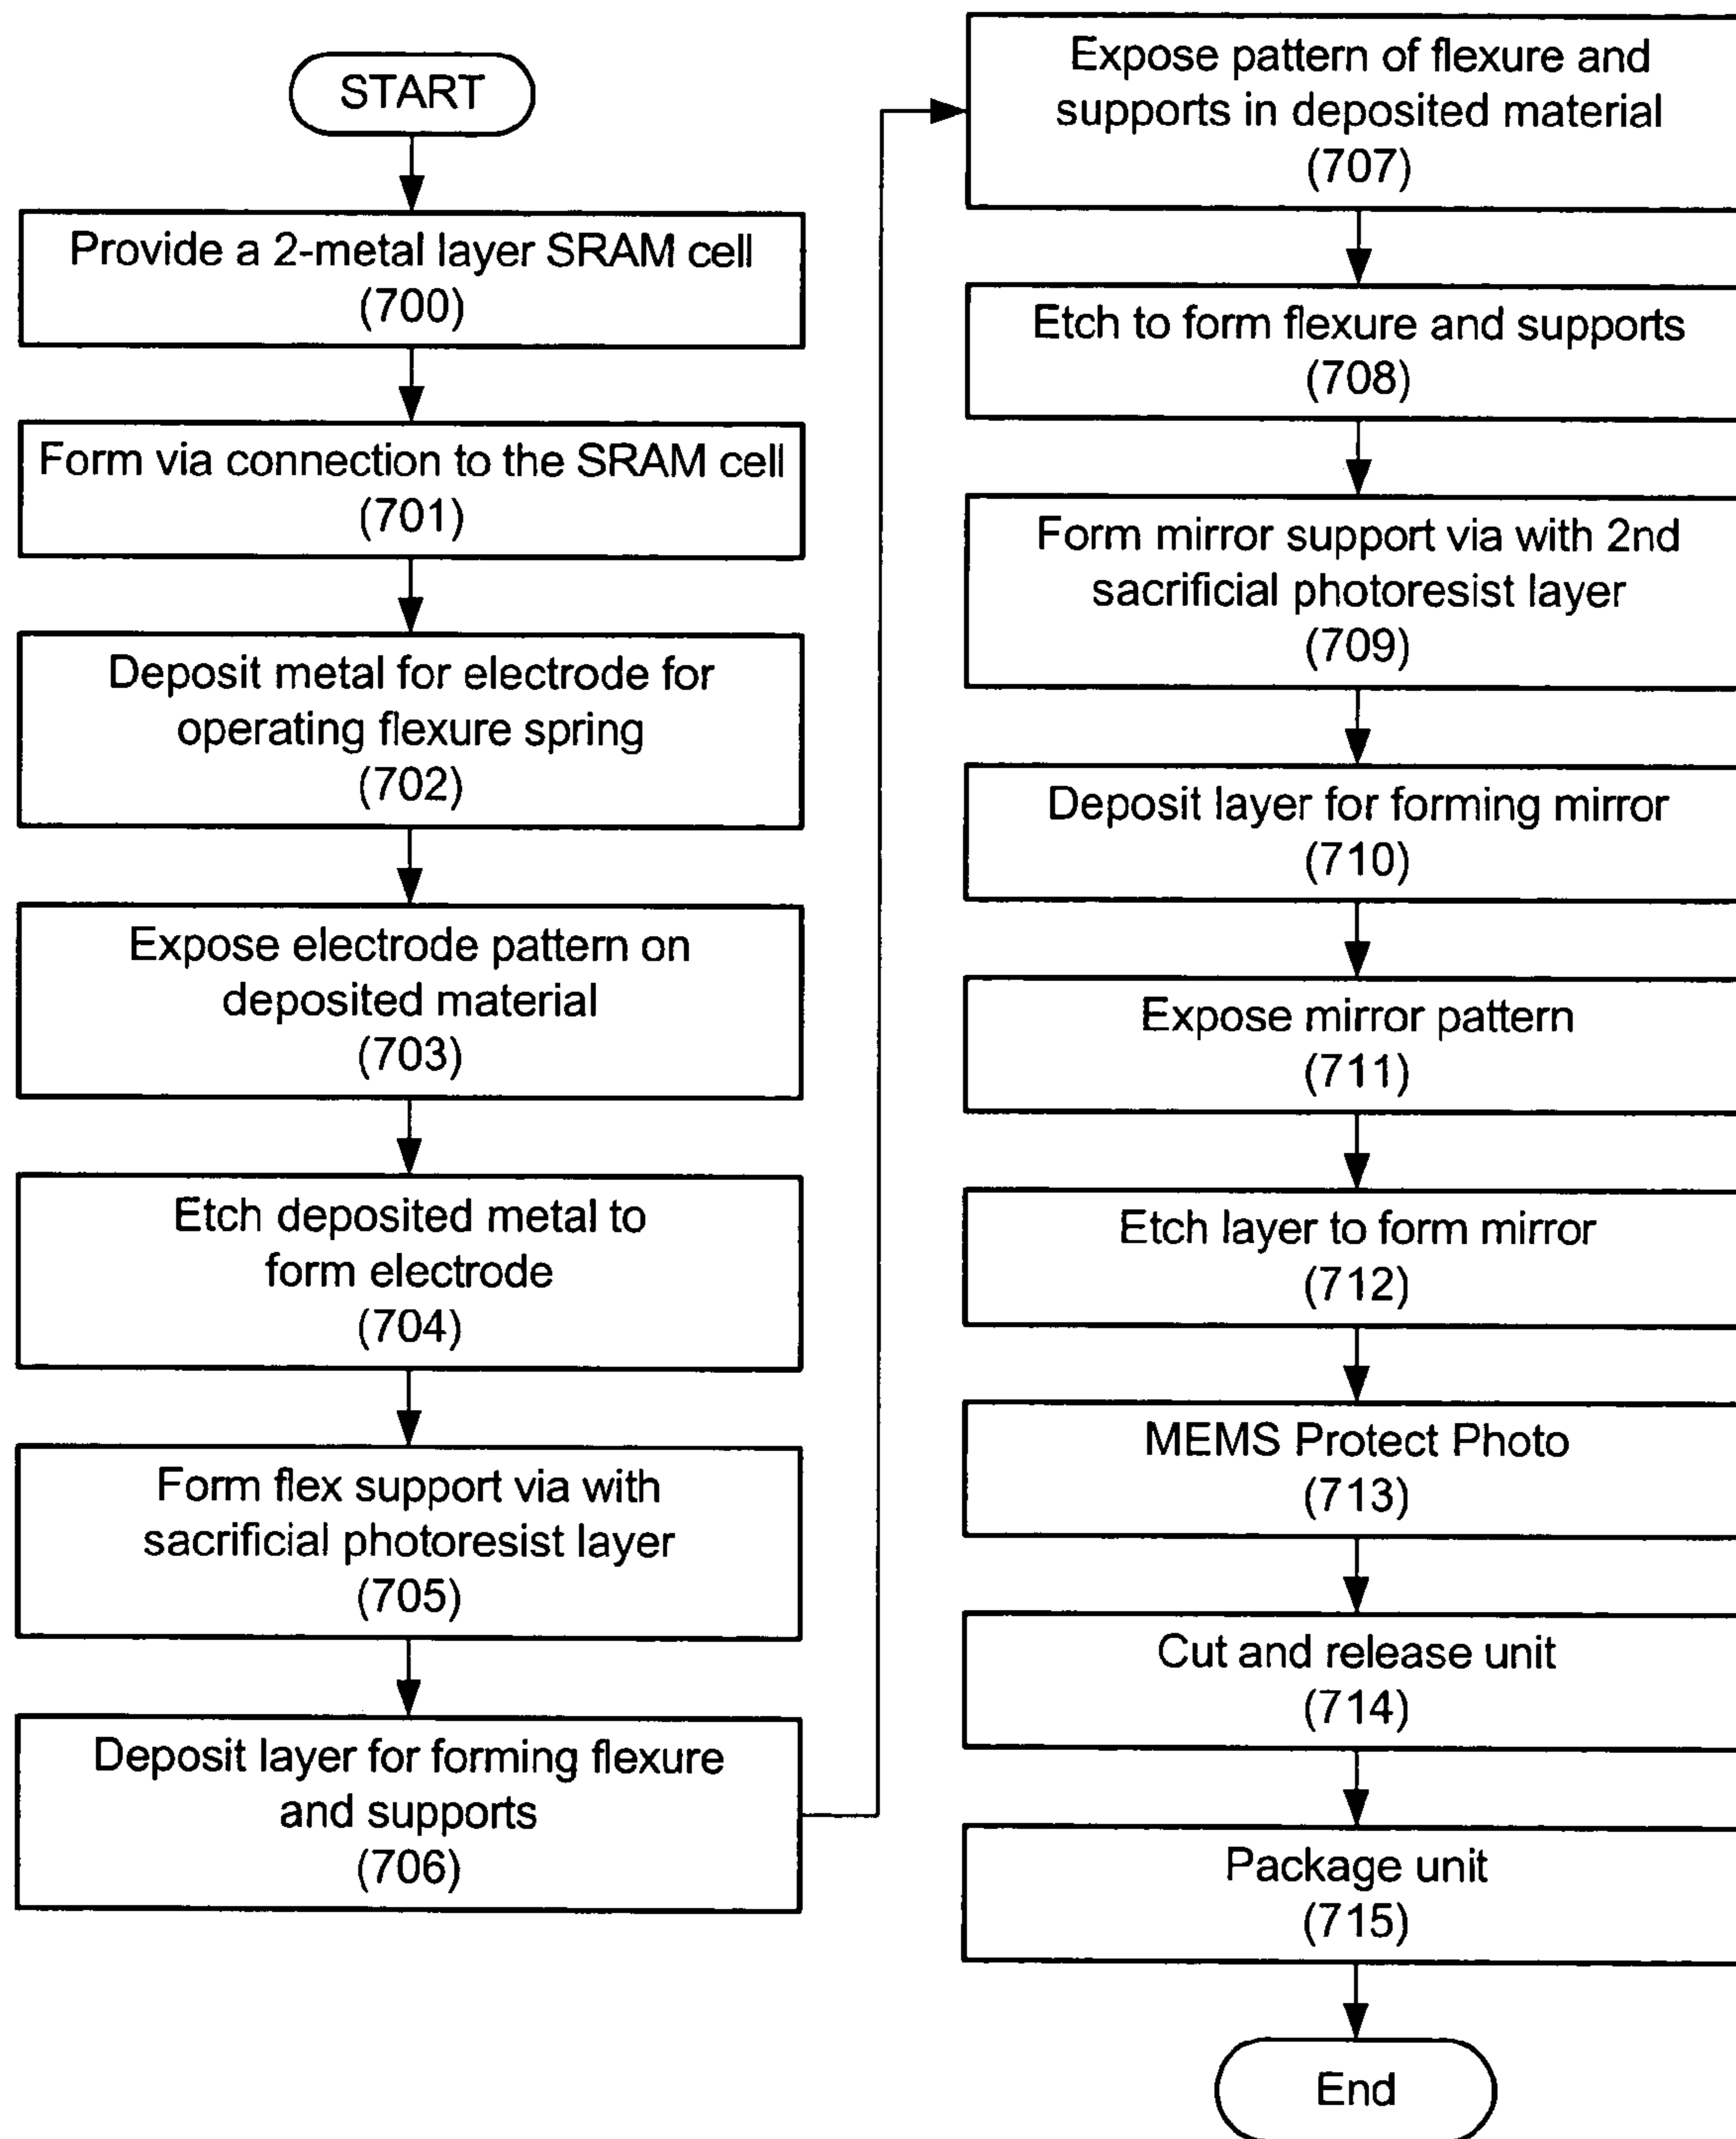 START
Provide a 2-metal layer SRAM cell
(700)
Form via connection to the SRAM cell
(701)
Deposit metal for electrode for
operating flexure spring
(702)
Expose electrode pattern on
deposited material
(703)
Etch deposited metal to
form electrode
(704)
Form flex support via with
sacrificial photoresist layer
(705)
Deposit layer for forming flexure
and supports
(706)
Expose pattern of flexure and
supports in deposited material
(707)
Etch to form flexure and supports
(708)
Form mirror support via with 2nd
sacrificial photoresist layer
(709)
Deposit layer for forming mirror
(710)
Expose mirror pattern
(711)
Etch layer to form mirror
(712)
MEMS Protect Photo
(713)
Cut and release unit
(714)
Package unit
(715)
End